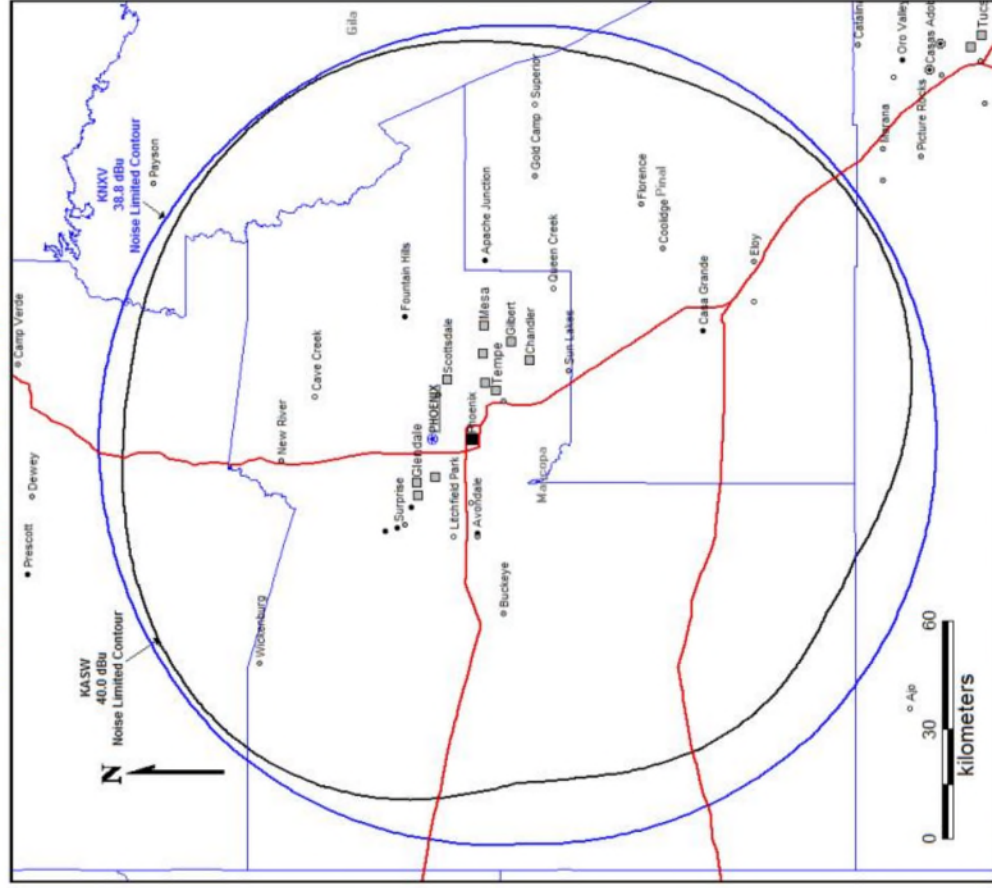 Camp Verde
Dewey
Prescott
Gila
Payson
KNXV
38.8 dBu
Noise Limited Contour
KASW
40.0 dBu
Noise Limited Contour
N
Wickenburg
New River
Cave Creek
Fountain Hills
Surprise
Glendale
PHOENIX
Scottsdale
Litchfield Park
Phoenix
Avondale
Tempe
Mesa
Gilbert
Chandler
Apache Junction
Gold Camp
Superior
Queen Creek
Buckeye
Maricopa
Sun Lakes
Florence
Coolidge
Pinal
Casa Grande
Eloy
Marana
Picture Rocks
Catalin
Oro Valley
Casas Adob
Tucs
Ajo
0 30 60
kilometers